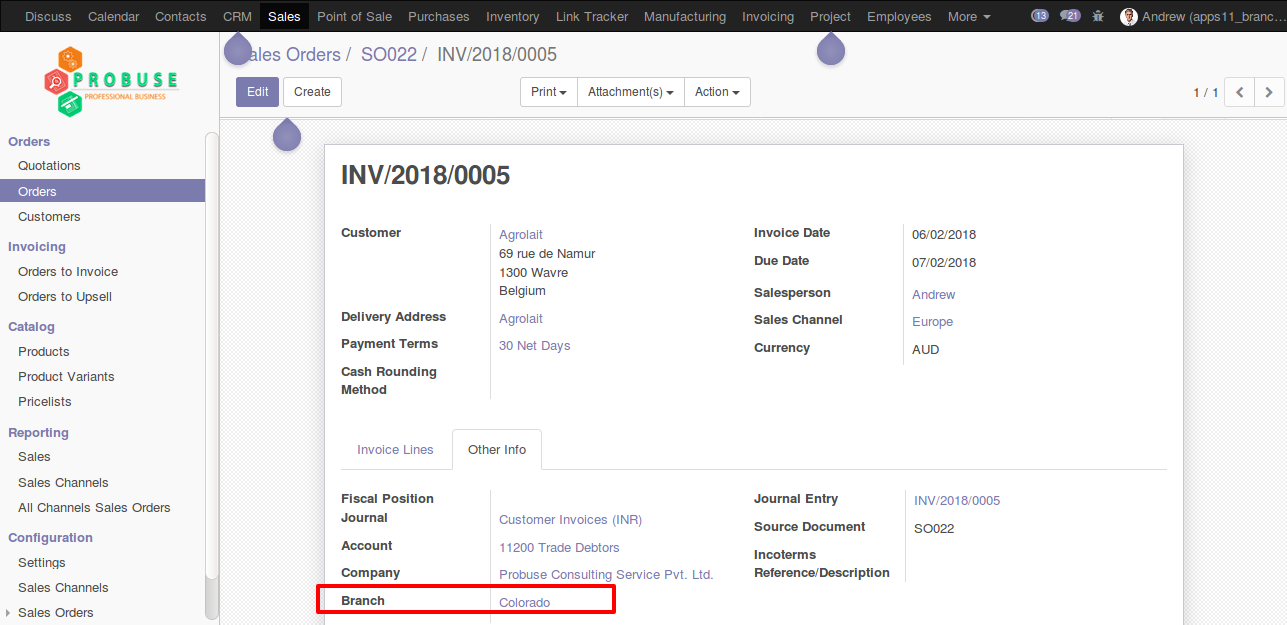 Discuss Calendar Contacts CRM Sales Point of Sale Purchases Inventory Link Tracker Manufacturing Invoicing Project Employees More 13 21 Andrew (apps11_branc...
PROBUSE
PROFESSIONAL BUSINESS
ales Orders / SO022 / INV/2018/0005
Edit Create Print Attachment(s) Action 1 / 1
Orders
Quotations
Orders
Customers
Invoicing
Orders to Invoice
Orders to Upsell
Catalog
Products
Product Variants
Pricelists
Reporting
Sales
Sales Channels
All Channels Sales Orders
Configuration
Settings
Sales Channels
Sales Orders
INV/2018/0005
Customer Agrolait
69 rue de Namur
1300 Wavre
Belgium
Delivery Address Agrolait
Payment Terms 30 Net Days
Cash Rounding
Method
Invoice Date 06/02/2018
Due Date 07/02/2018
Salesperson Andrew
Sales Channel Europe
Currency AUD
Invoice Lines Other Info
Fiscal Position
Journal Customer Invoices (INR)
Account 11200 Trade Debtors
Company Probuse Consulting Service Pvt. Ltd.
Branch Colorado
Journal Entry INV/2018/0005
Source Document SO022
Incoterms
Reference/Description